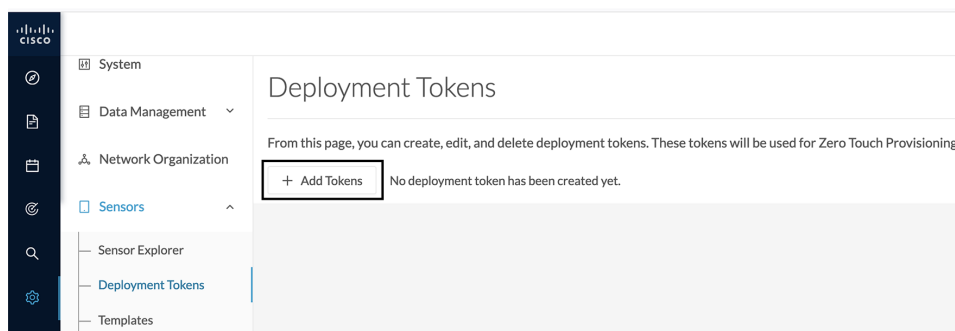 CISCO
System
Data Management
Network Organization
Sensors
Sensor Explorer
Deployment Tokens
Templates
Deployment Tokens
From this page, you can create, edit, and delete deployment tokens. These tokens will be used for Zero Touch Provisioning
+ Add Tokens No deployment token has been created yet.